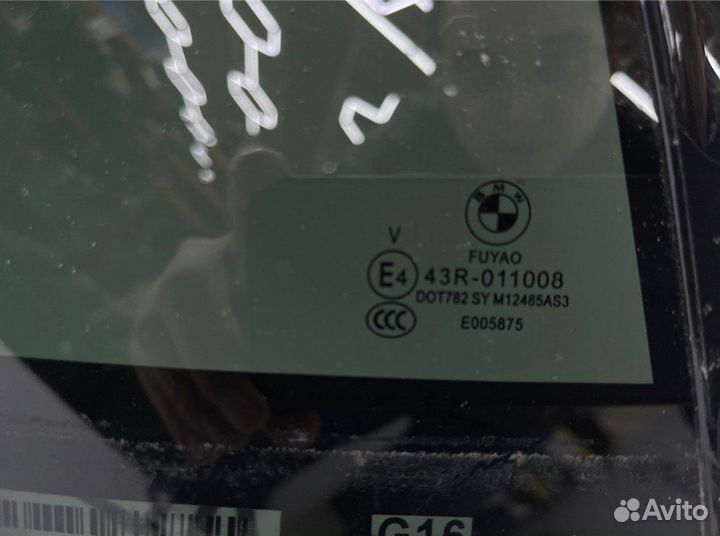 BMW
FUYAO
V
E4 43R-011008
DOT782 SY M12485AS3
CCC E005875
G16
Avito